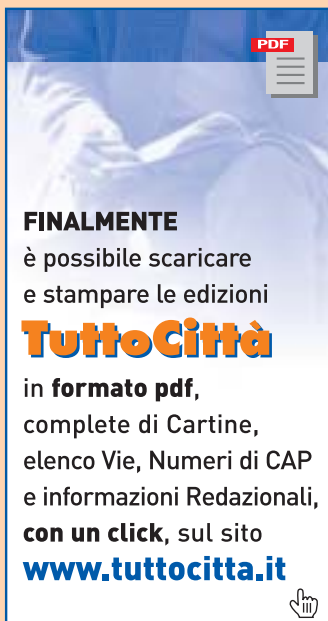 PDF
FINALMENTE
è possibile scaricare
e stampare le edizioni
TuttoCittà
in formato pdf,
complete di Cartine,
elenco Vie, Numeri di CAP
e informazioni Redazionali,
con un click, sul sito
www.tuttocitta.it